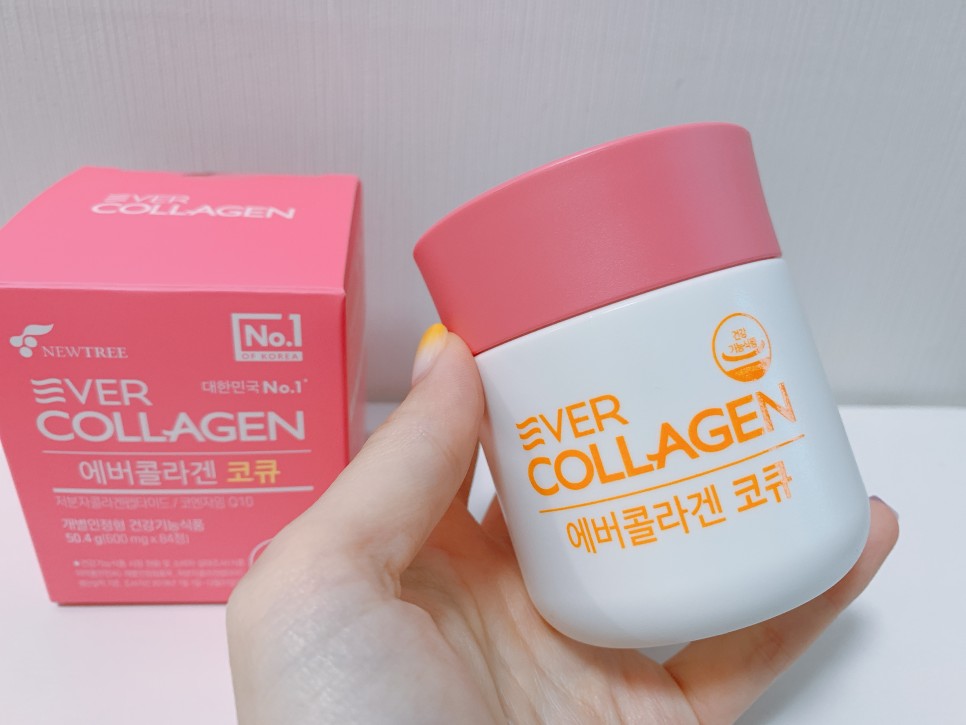 EVER
COLLAGEN
NEWTREE
No.1
OF KOREA
대한민국 No.1
EVER
COLLAGEN
에버콜라겐 코큐
저분자콜라겐펩타이드 / 코엔자임 Q10
개별인정형 건강기능식품
50.4 g(600 mg x 84정)
건강
기능식품
EVER
COLLAGEN
에버콜라겐 코큐